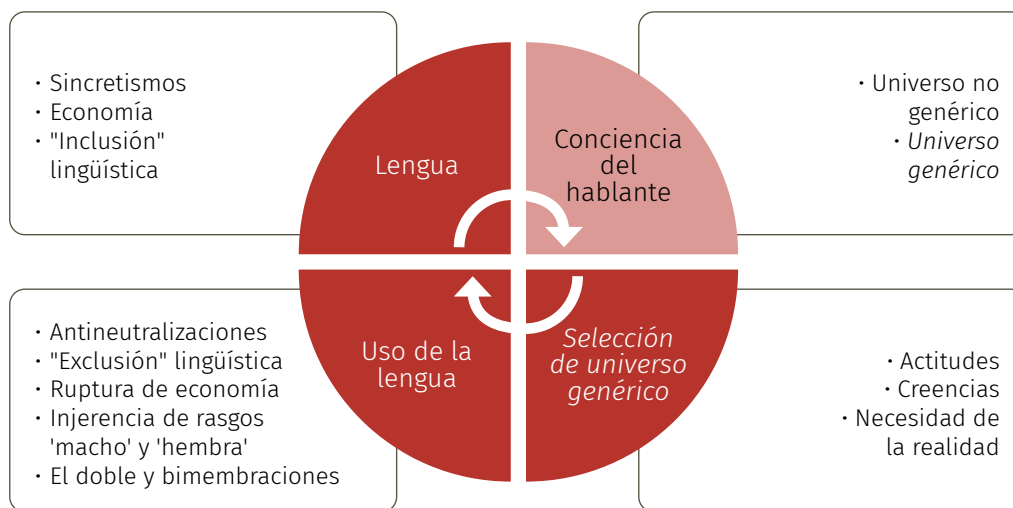 · Sincretismos
· Economía
· "Inclusión"
lingüística
Lengua
Conciencia
del
hablante
· Universo no
genérico
· Universo
genérico
· Antineutralizaciones
· "Exclusión" lingüística
· Ruptura de economía
· Injerencia de rasgos
'macho' y 'hembra'
· El doble y bimembraciones
Uso de la
lengua
Selección
de universo
genérico
· Actitudes
· Creencias
· Necesidad de
la realidad